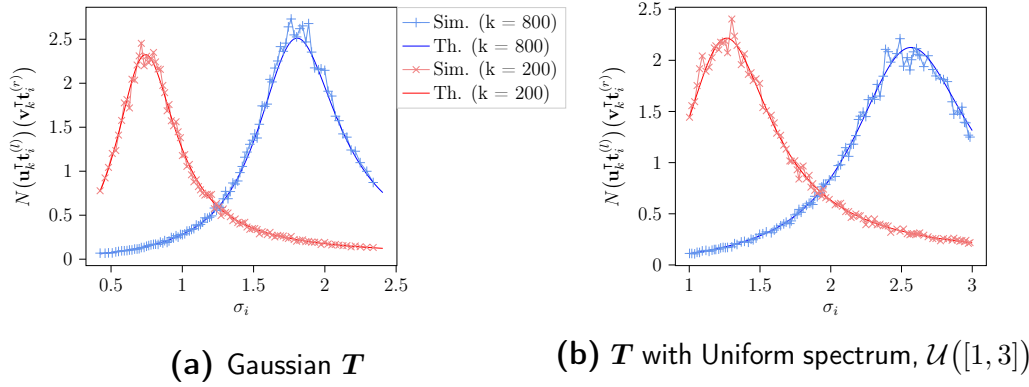 2.5
2
1.5
1
0.5
0
0.5
1
1.5
2
2.5
σ_i
N(u_k^⊺ t_i^(l))(v_k^⊺ t_i^(r))
Sim. (k = 800)
Th. (k = 800)
Sim. (k = 200)
Th. (k = 200)
2.5
2
1.5
1
0.5
0
1
1.5
2
2.5
3
σ_i
N(u_k^⊺ t_i^(l))(v_k^⊺ t_i^(r))
(a) Gaussian T
(b) T with Uniform spectrum, U([1, 3])